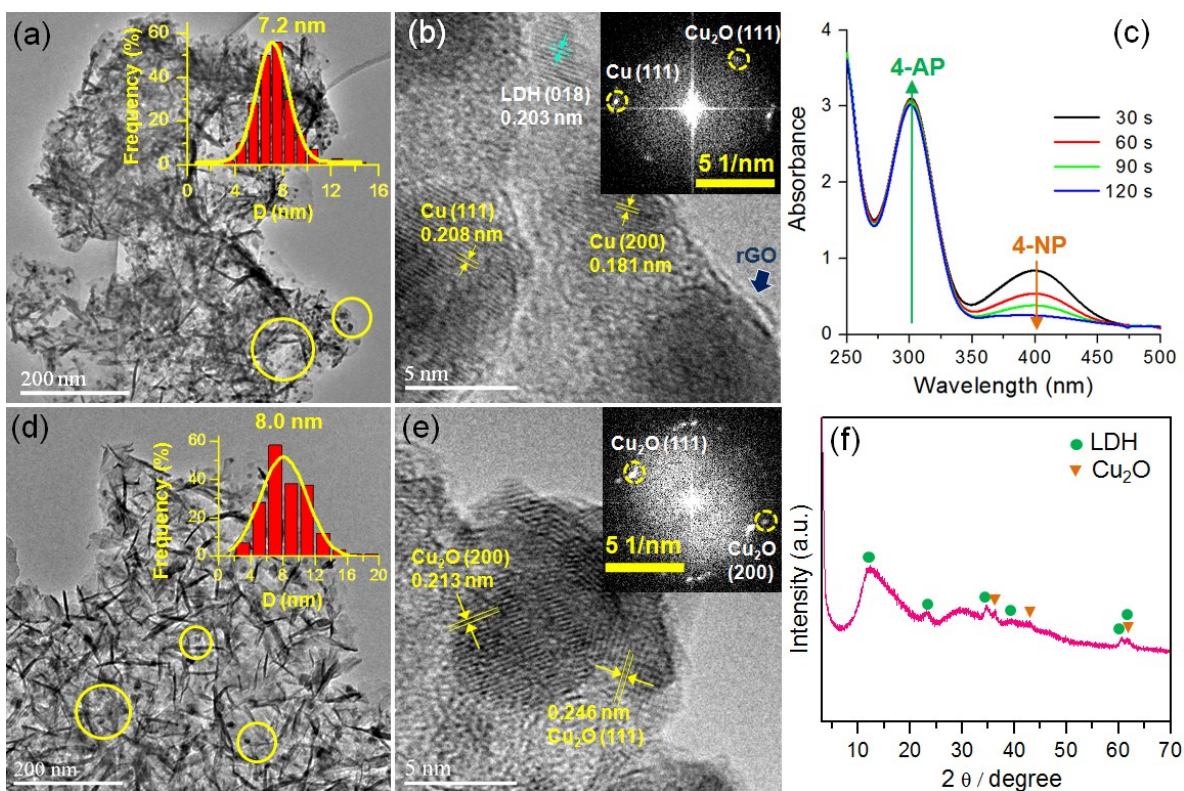 (a)
7.2 nm
Frequency (%)
60
40
20
0
0 4 8 12 16
D (nm)
200 nm
(b)
LDH (018)
0.203 nm
Cu (111)
0.208 nm
Cu (200)
0.181 nm
rGO
5 nm
Cu₂O (111)
Cu (111)
5 1/nm
(c)
4-AP
4-NP
30 s
60 s
90 s
120 s
Absorbance
4
3
2
1
0
250 300 350 400 450 500
Wavelength (nm)
(d)
8.0 nm
Frequency (%)
60
40
20
0
0 4 8 12 16 20
D (nm)
200 nm
(e)
Cu₂O (200)
0.213 nm
0.246 nm
Cu₂O (111)
5 nm
Cu₂O (111)
5 1/nm
Cu₂O
(200)
(f)
LDH
Cu₂O
Intensity (a.u.)
10 20 30 40 50 60 70
2 θ / degree